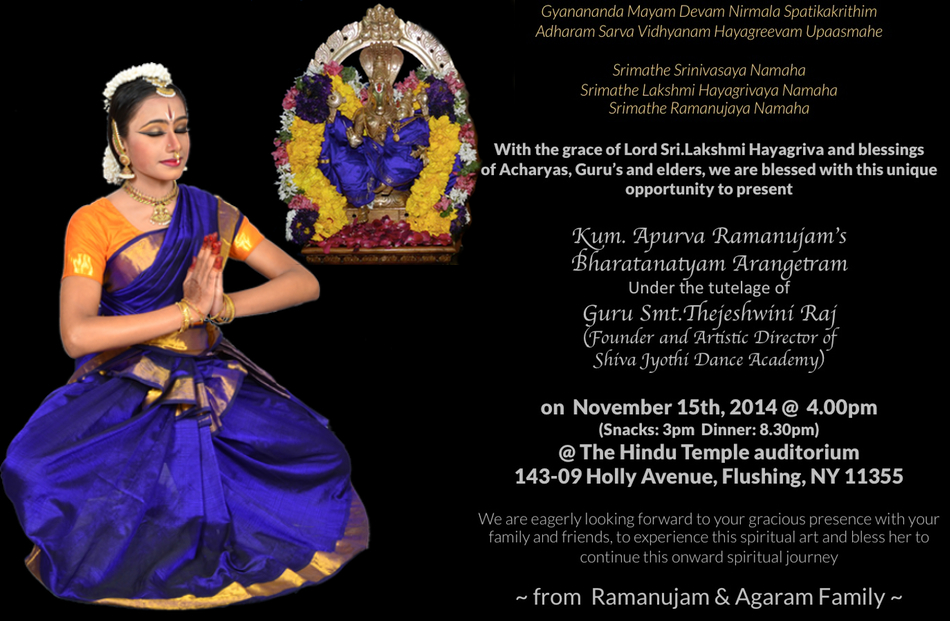 Gyanananda Mayam Devam Nirmala Spatikakrithim
Adharam Sarva Vidhyanam Hayagreevam Upaasmahe
Srimathe Srinivasaya Namaha
Srimathe Lakshmi Hayagrivaya Namaha
Srimathe Ramanujaya Namaha
With the grace of Lord Sri.Lakshmi Hayagriva and blessings
of Acharyas, Guru's and elders, we are blessed with this unique
opportunity to present
Kum. Apurva Ramanujam's
Bharatanatyam Arangetram
Under the tutelage of
Guru Smt.Thejeshwini Raj
(Founder and Artistic Director of
Shiva Jyothi Dance Academy)
on November 15th, 2014 @ 4.00pm
(Snacks: 3pm Dinner: 8.30pm)
@ The Hindu Temple auditorium
143-09 Holly Avenue, Flushing, NY 11355
We are eagerly looking forward to your gracious presence with your
family and friends, to experience this spiritual art and bless her to
continue this onward spiritual journey
~ from Ramanujam & Agaram Family ~